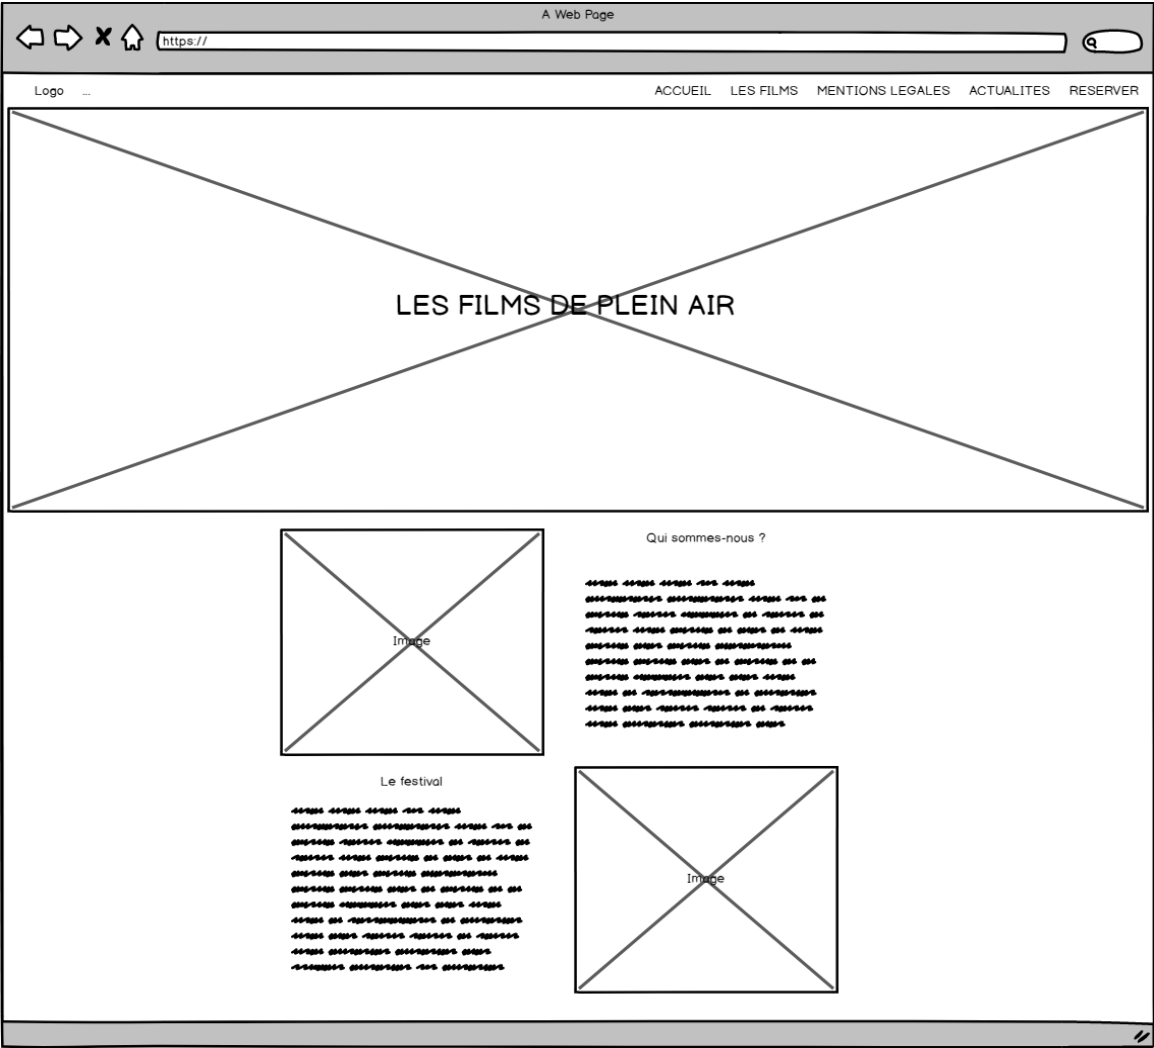 A Web Page
https://
Logo ... ACCUEIL LES FILMS MENTIONS LEGALES ACTUALITES RESERVER
LES FILMS DE PLEIN AIR
Qui sommes-nous ?
Image
Le festival
Image